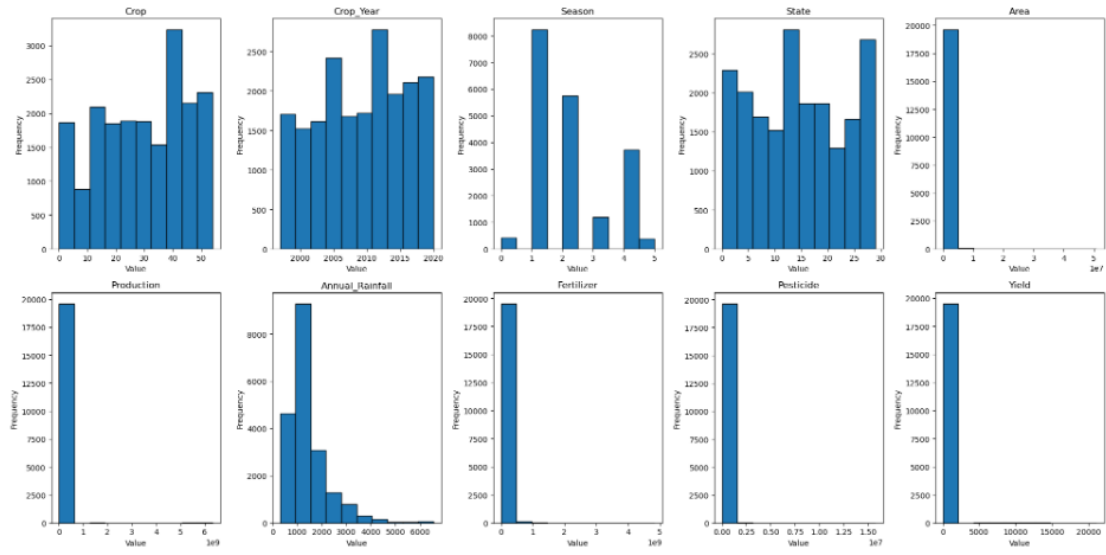 Crop
Crop_Year
Season
State
Area
Frequency
3000
2500
2000
1500
1000
500
0
0 10 20 30 40 50
Value
Frequency
2500
2000
1500
1000
500
0
2000 2005 2010 2015 2020
Value
Frequency
8000
7000
6000
5000
4000
3000
2000
1000
0
0 1 2 3 4 5
Value
Frequency
2500
2000
1500
1000
500
0
0 5 10 15 20 25 30
Value
Frequency
20000
17500
15000
12500
10000
7500
5000
2500
0
0 1 2 3 4 5
Value
1e7
Production
Annual_Rainfall
Fertilizer
Pesticide
Yield
Frequency
20000
17500
15000
12500
10000
7500
5000
2500
0
0 1 2 3 4 5 6
Value
1e9
Frequency
8000
6000
4000
2000
0
1000 2000 3000 4000 5000 6000
Value
Frequency
20000
17500
15000
12500
10000
7500
5000
2500
0
0 1 2 3 4 5
Value
1e9
Frequency
20000
17500
15000
12500
10000
7500
5000
2500
0
0.00 0.25 0.50 0.75 1.00 1.25 1.50
Value
1e7
Frequency
20000
17500
15000
12500
10000
7500
5000
2500
0
0 5000 10000 15000 20000
Value